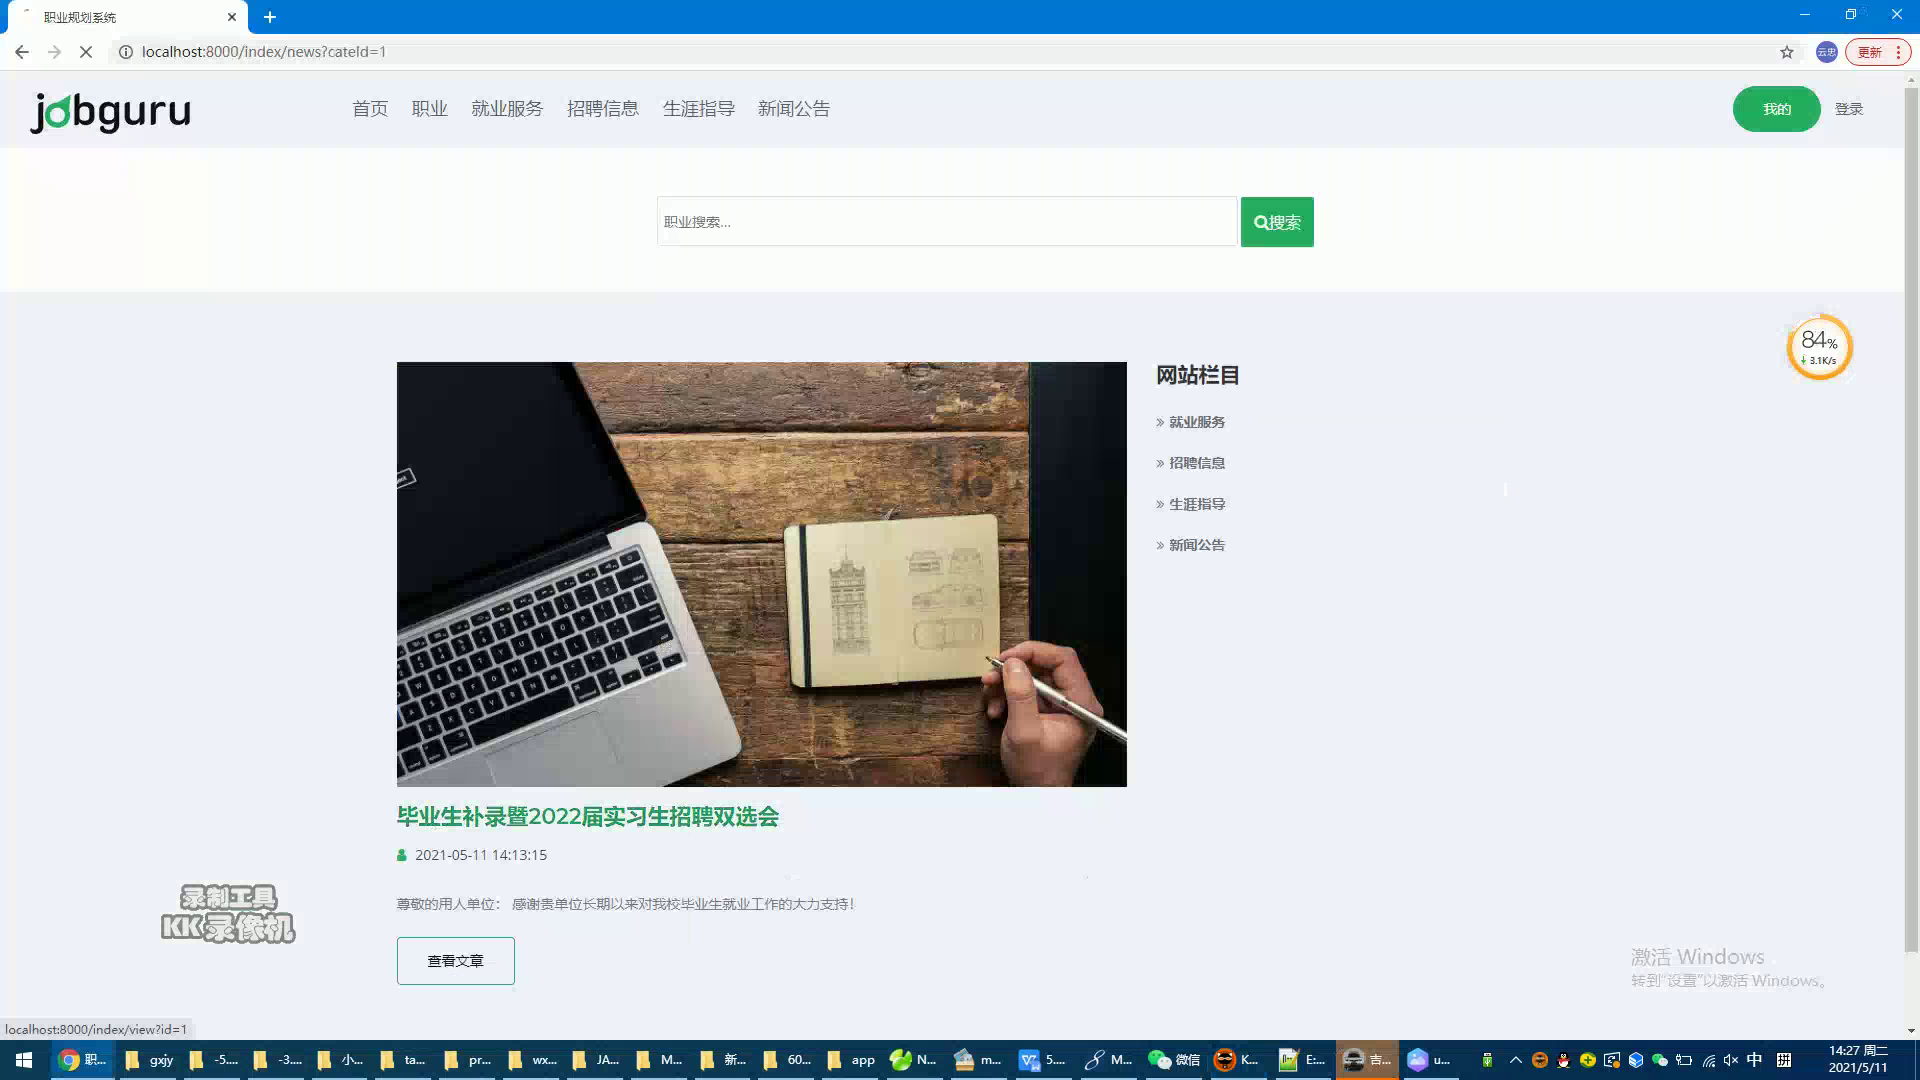 职业规划系统
localhost:8000/index/news?cateId=1
云忠
更新
jobguru
首页 职业 就业服务 招聘信息 生涯指导 新闻公告
我的 登录
职业搜索...
搜索
84%
3.1K/s
网站栏目
» 就业服务
» 招聘信息
» 生涯指导
» 新闻公告
毕业生补录暨2022届实习生招聘双选会
2021-05-11 14:13:15
尊敬的用人单位： 感谢贵单位长期以来对我校毕业生就业工作的大力支持！
查看文章
录制工具
KK录像机
激活 Windows
转到"设置"以激活 Windows。
localhost:8000/index/view?id=1
职... gxjy -5.... -3.... 小... ta... pr... wx... JA... M... 新... 60... app N... m... 5.... M... 微信 K... E:... 吉... u... 中 拼
14:27 周二
2021/5/11